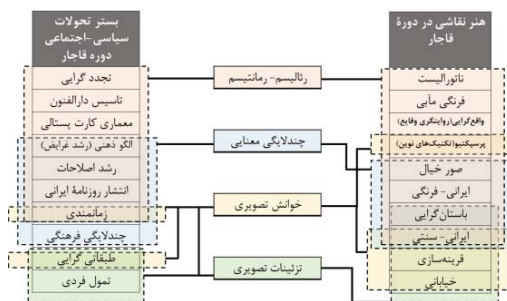 هنر نقاشی در دورۀ
قاجار
ناتورالیست
فرنگی مآبی
واقع‌گرایی(روایتگری وقایع)
پرسپکتیو(تکنیک‌های نوین)
صور خیال
ایرانی-فرنگی
باستان‌گرایی
ایرانی-سنتی
قرینه‌سازی
خیابانی
رئالیسم- رمانتیسم
چندلایگی معنایی
خوانش تصویری
تزئینات تصویری
بستر تحولات
سیاسی-اجتماعی
دوره قاجار
تجدد گرایی
تاسیس دارالفنون
معماری کارت پستالی
الگو ذهنی (رشد غرایض)
رشد اصلاحات
انتشار روزنامۀ ایرانی
زمانمندی
چندلایگی فرهنگی
طبقاتی گرایی
تمول فردی